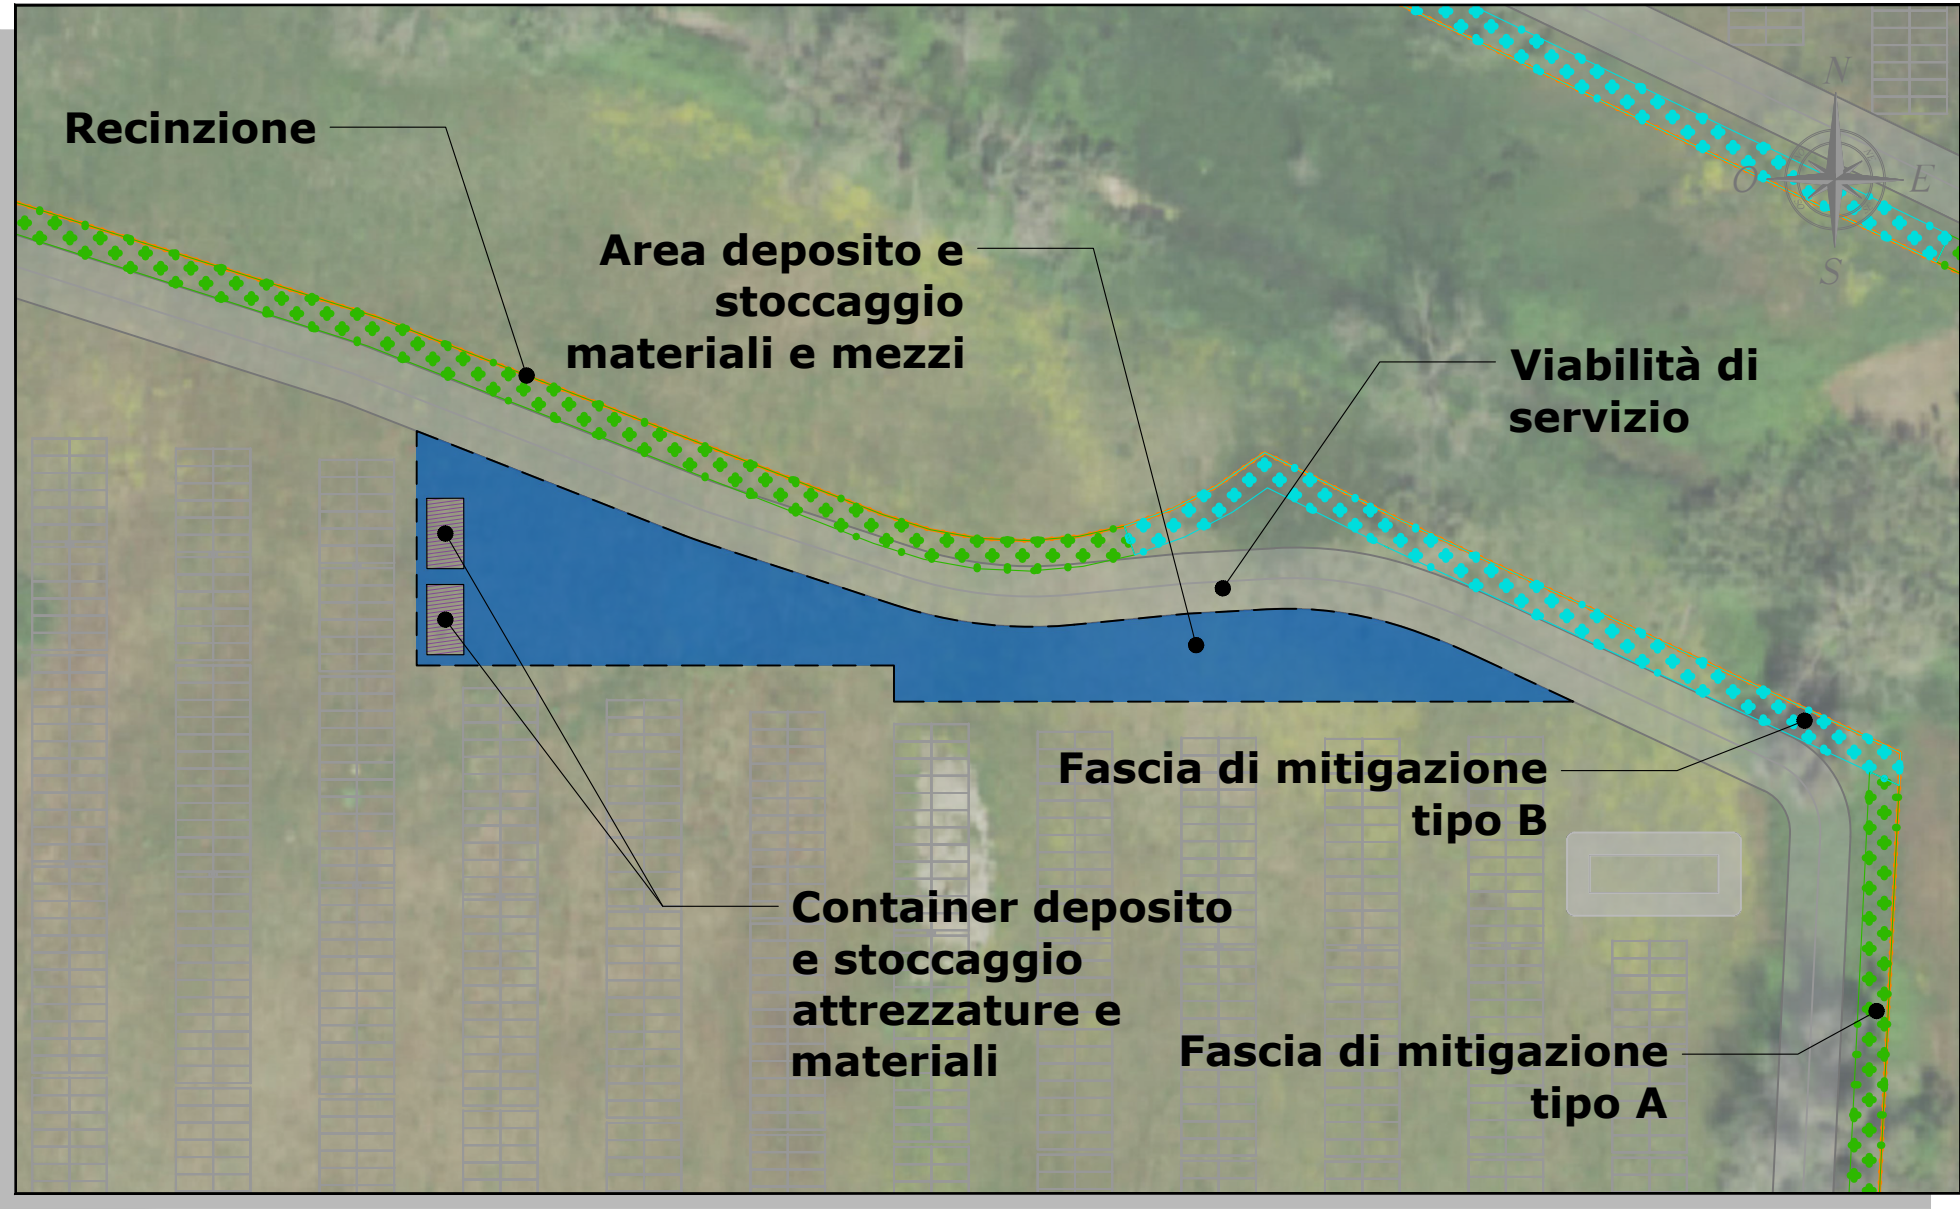 Recinzione
Area deposito e
stoccaggio
materiali e mezzi
Viabilità di
servizio
N
O
E
S
Fascia di mitigazione
tipo B
Container deposito
e stoccaggio
attrezzature e
materiali
Fascia di mitigazione
tipo A